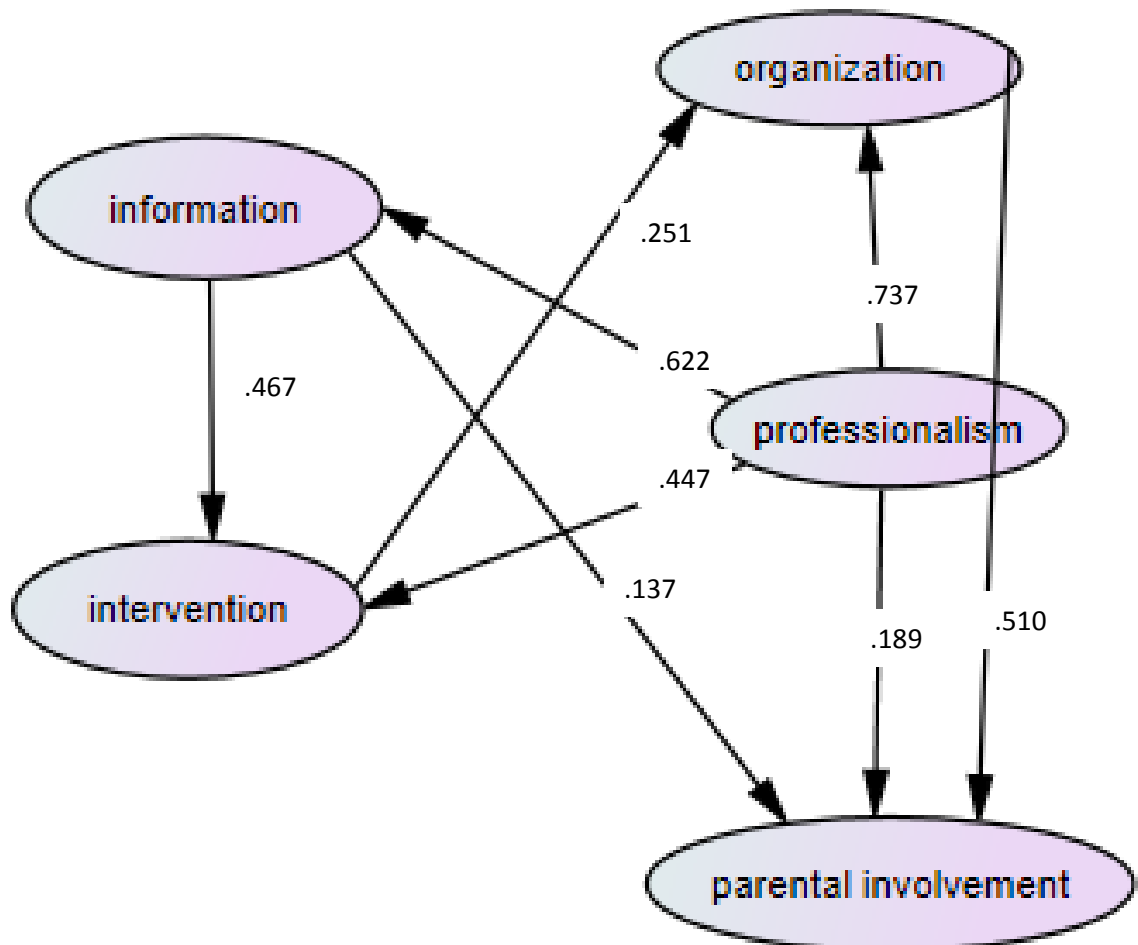 organization
information
.251
.737
.622
.467
professionalism
.447
.137
intervention
.510
.189
parental involvement